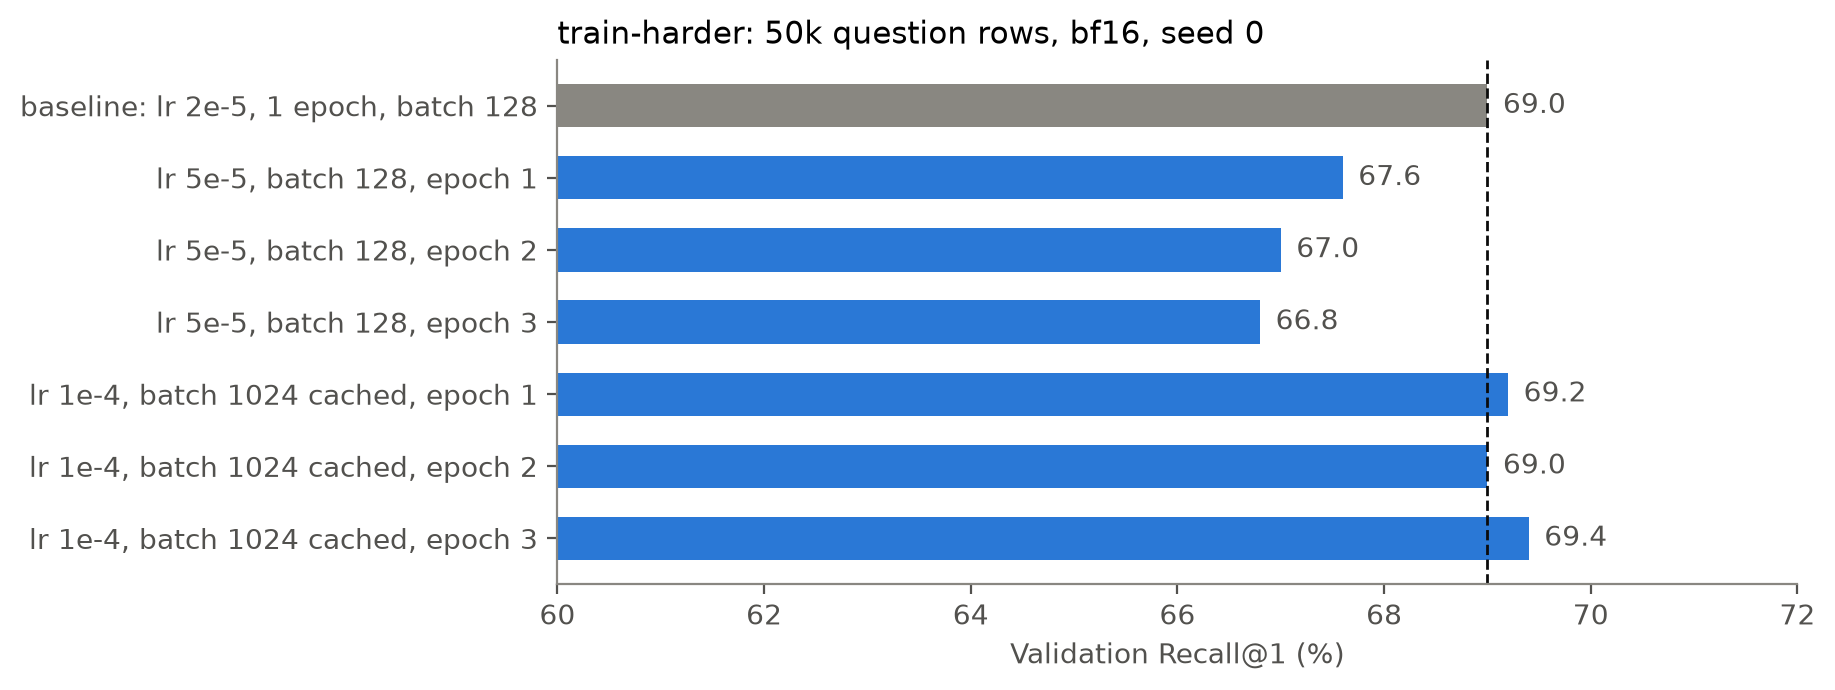 train-harder: 50k question rows, bf16, seed 0
baseline: lr 2e-5, 1 epoch, batch 128
69.0
lr 5e-5, batch 128, epoch 1
67.6
lr 5e-5, batch 128, epoch 2
67.0
lr 5e-5, batch 128, epoch 3
66.8
lr 1e-4, batch 1024 cached, epoch 1
69.2
lr 1e-4, batch 1024 cached, epoch 2
69.0
lr 1e-4, batch 1024 cached, epoch 3
69.4
60 62 64 66 68 70 72
Validation Recall@1 (%)